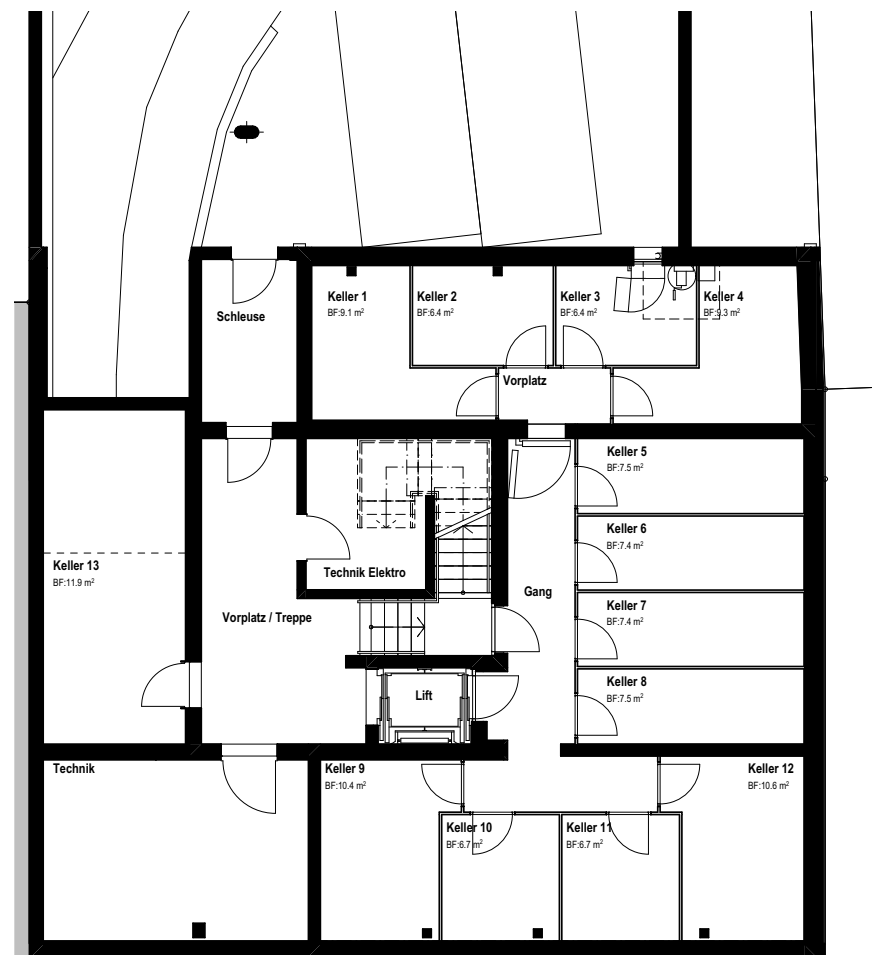 Keller 1
BF:9.1 m²
Keller 2
BF:6.4 m²
Keller 3
BF:6.4 m²
Keller 4
BF:9.3 m²
Schleuse
Vorplatz
Keller 5
BF:7.5 m²
Keller 6
BF:7.4 m²
Technik Elektro
Keller 13
BF:11.9 m²
Gang
Keller 7
BF:7.4 m²
Vorplatz / Treppe
Keller 8
BF:7.5 m²
Lift
Technik
Keller 9
BF:10.4 m²
Keller 12
BF:10.6 m²
Keller 10
BF:6.7 m²
Keller 11
BF:6.7 m²